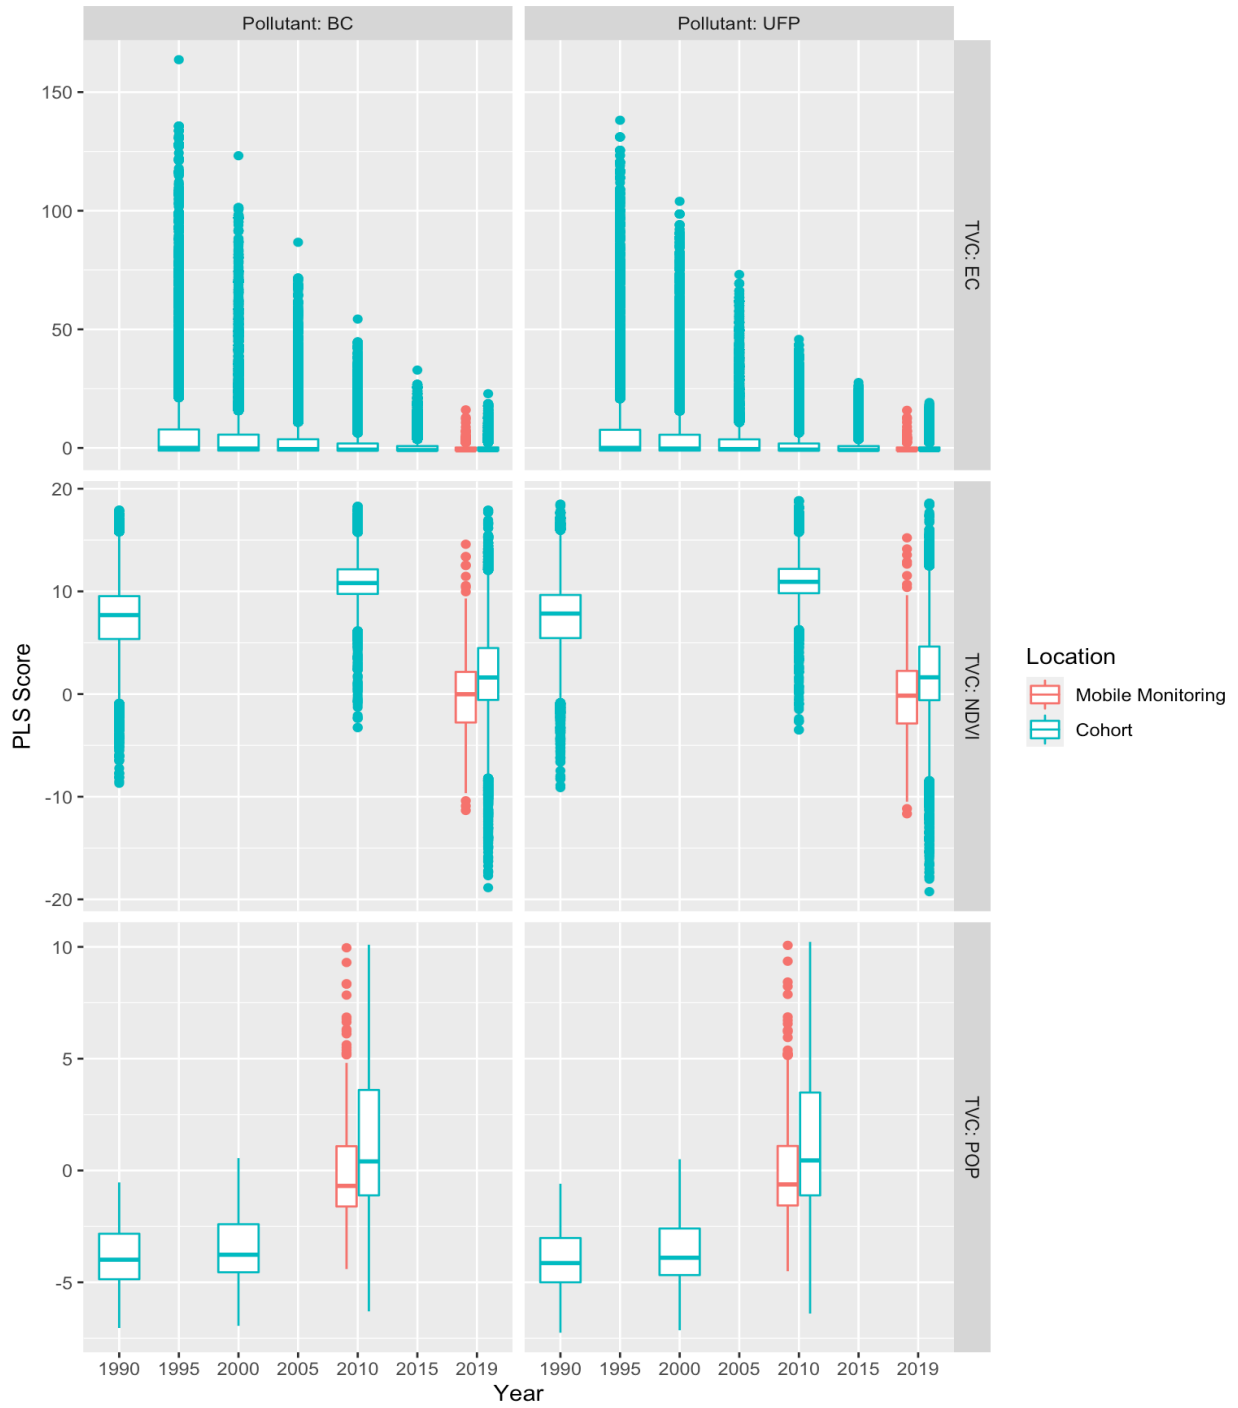 Pollutant: BC
Pollutant: UFP
150
100
50
0
TVC: EC
20
10
0
-10
-20
TVC: NDVI
10
5
0
-5
TVC: POP
PLS Score
1990 1995 2000 2005 2010 2015 2019
1990 1995 2000 2005 2010 2015 2019
Year
Location
Mobile Monitoring
Cohort